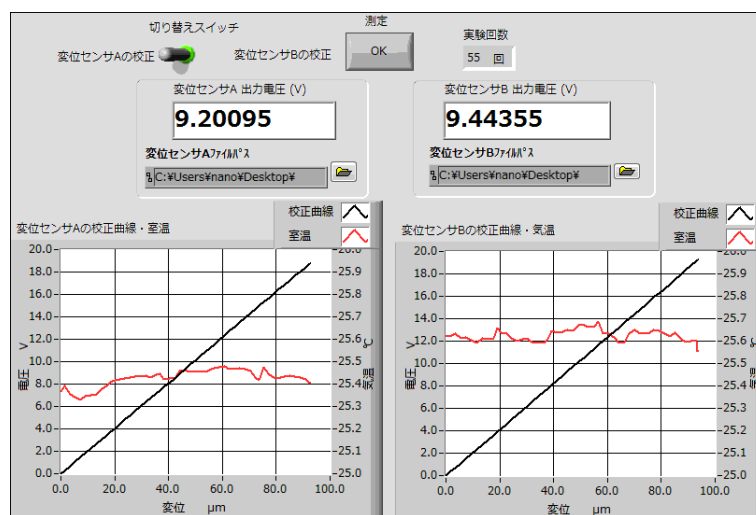 切り替えスイッチ
変位センサAの校正
変位センサBの校正
測定
OK
実験回数
55 回
変位センサA 出力電圧 (V)
9.20095
変位センサAファイルパス
C:¥Users¥nano¥Desktop¥
変位センサB 出力電圧 (V)
9.44355
変位センサBファイルパス
C:¥Users¥nano¥Desktop¥
変位センサAの校正曲線・室温
校正曲線
室温
20.0
18.0
16.0
14.0
12.0
10.0
8.0
6.0
4.0
2.0
0.0
電圧 V
25.9
25.8
25.7
25.6
25.5
25.4
25.3
25.2
25.1
25.0
気温 ℃
0.0 20.0 40.0 60.0 80.0 100.0
変位 μm
変位センサBの校正曲線・気温
校正曲線
室温
20.0
18.0
16.0
14.0
12.0
10.0
8.0
6.0
4.0
2.0
0.0
電圧 V
25.9
25.8
25.7
25.6
25.5
25.4
25.3
25.2
25.1
25.0
気温 ℃
0.0 20.0 40.0 60.0 80.0 100.0
変位 μm